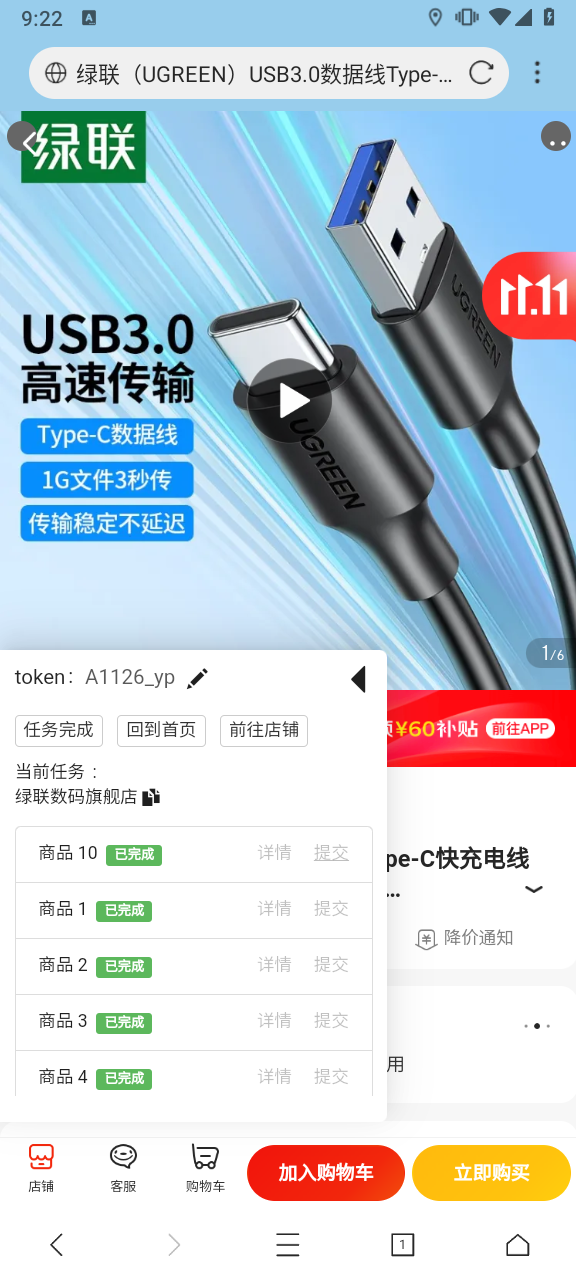 9:22
A
绿联（UGREEN）USB3.0数据线Type-…
绿联
11.11
USB3.0
高速传输
Type-C数据线
1G文件3秒传
传输稳定不延迟
UGREEN
UGREEN
1/6
token： A1126_yp
任务完成 回到首页 前往店铺
¥60补贴 前往APP
当前任务：
绿联数码旗舰店
商品 10 已完成 详情 提交
pe-C快充电线
…
商品 1 已完成 详情 提交
降价通知
商品 2 已完成 详情 提交
商品 3 已完成 详情 提交
用
商品 4 已完成 详情 提交
店铺 客服 购物车 加入购物车 立即购买
1